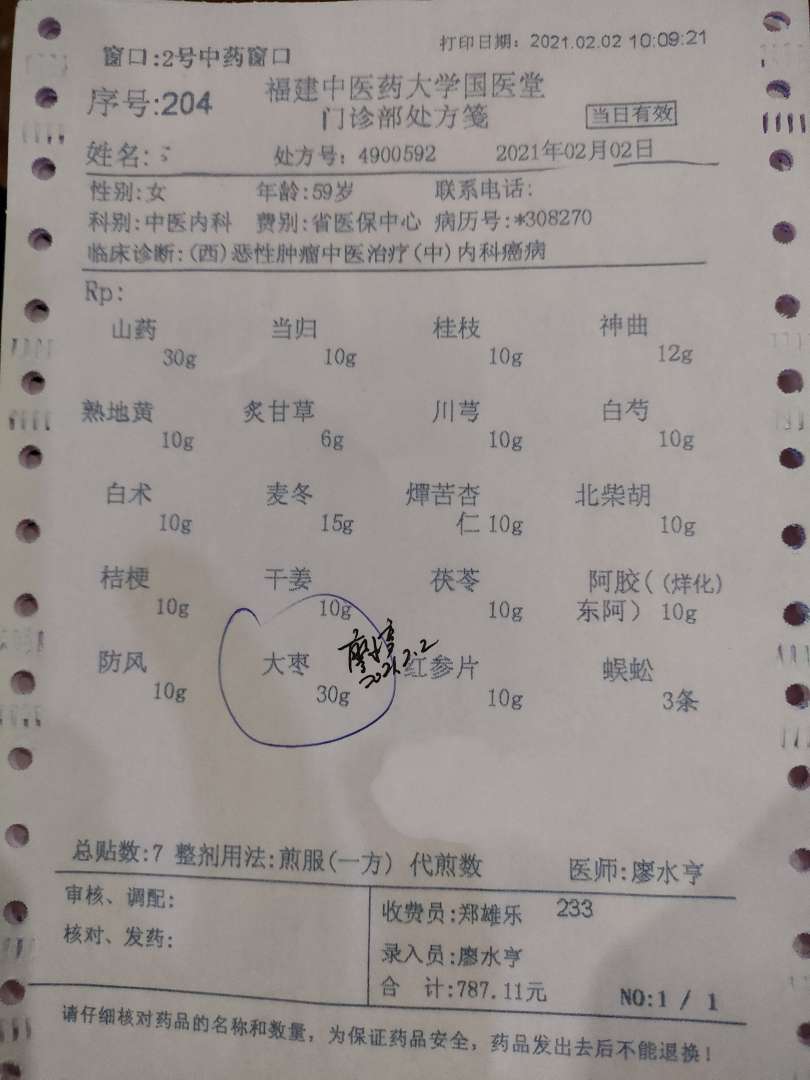 打印日期：2021.02.02 10:09:21
窗口:2号中药窗口
序号:204 福建中医药大学国医堂
门诊部处方笺 当日有效
姓名: 处方号：4900592 2021年02月02日
性别:女 年龄:59岁 联系电话:
科别:中医内科 费别:省医保中心 病历号:*308270
临床诊断:(西)恶性肿瘤中医治疗(中)内科癌病
Rp:
山药 当归 桂枝 神曲
30g 10g 10g 12g
熟地黄 炙甘草 川芎 白芍
10g 6g 10g 10g
白术 麦冬 燀苦杏 北柴胡
10g 15g 仁 10g 10g
桔梗 干姜 茯苓 阿胶( (烊化)
10g 10g 10g 东阿) 10g
防风 大枣 红参片 蜈蚣
10g 30g 10g 3条
2021.2.2
总贴数:7 整剂用法:煎服(一方) 代煎数 医师:廖水亨
审核、调配:
核对、发药:
收费员:郑雄乐 233
录入员:廖水亨
合 计:787.11元 NO:1 / 1
请仔细核对药品的名称和数量，为保证药品安全，药品发出去后不能退换！